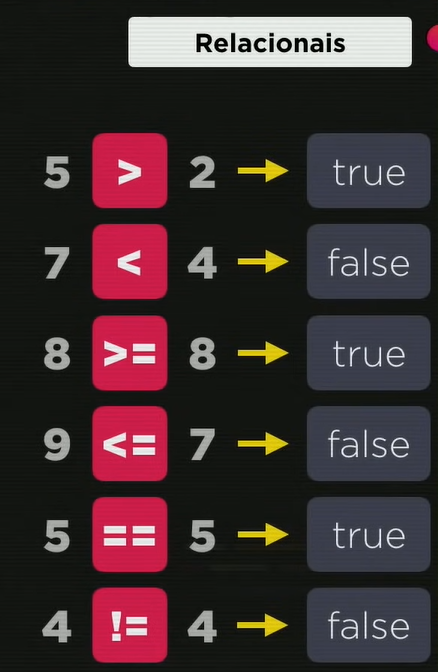 Relacionais
5 > 2 → true
7 < 4 → false
8 >= 8 → true
9 <= 7 → false
5 == 5 → true
4 != 4 → false